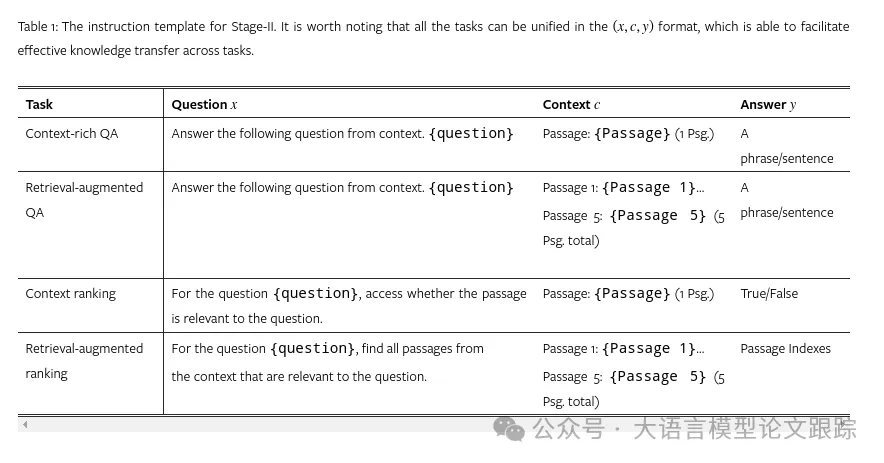 Table 1: The instruction template for Stage-II. It is worth noting that all the tasks can be unified in the (x, c, y) format, which is able to facilitate
effective knowledge transfer across tasks.
Task Question x Context c Answer y
Context-rich QA Answer the following question from context. {question} Passage: {Passage} (1 Psg.) A
phrase/sentence
Retrieval-augmented Answer the following question from context. {question} Passage 1: {Passage 1}... A
QA Passage 5: {Passage 5} (5 phrase/sentence
Psg. total)
Context ranking For the question {question}, access whether the passage Passage: {Passage} (1 Psg.) True/False
is relevant to the question.
Retrieval-augmented For the question {question}, find all passages from Passage 1: {Passage 1}... Passage Indexes
ranking the context that are relevant to the question. Passage 5: {Passage 5} (5
Psg. total)
公众号 · 大语言模型论文跟踪